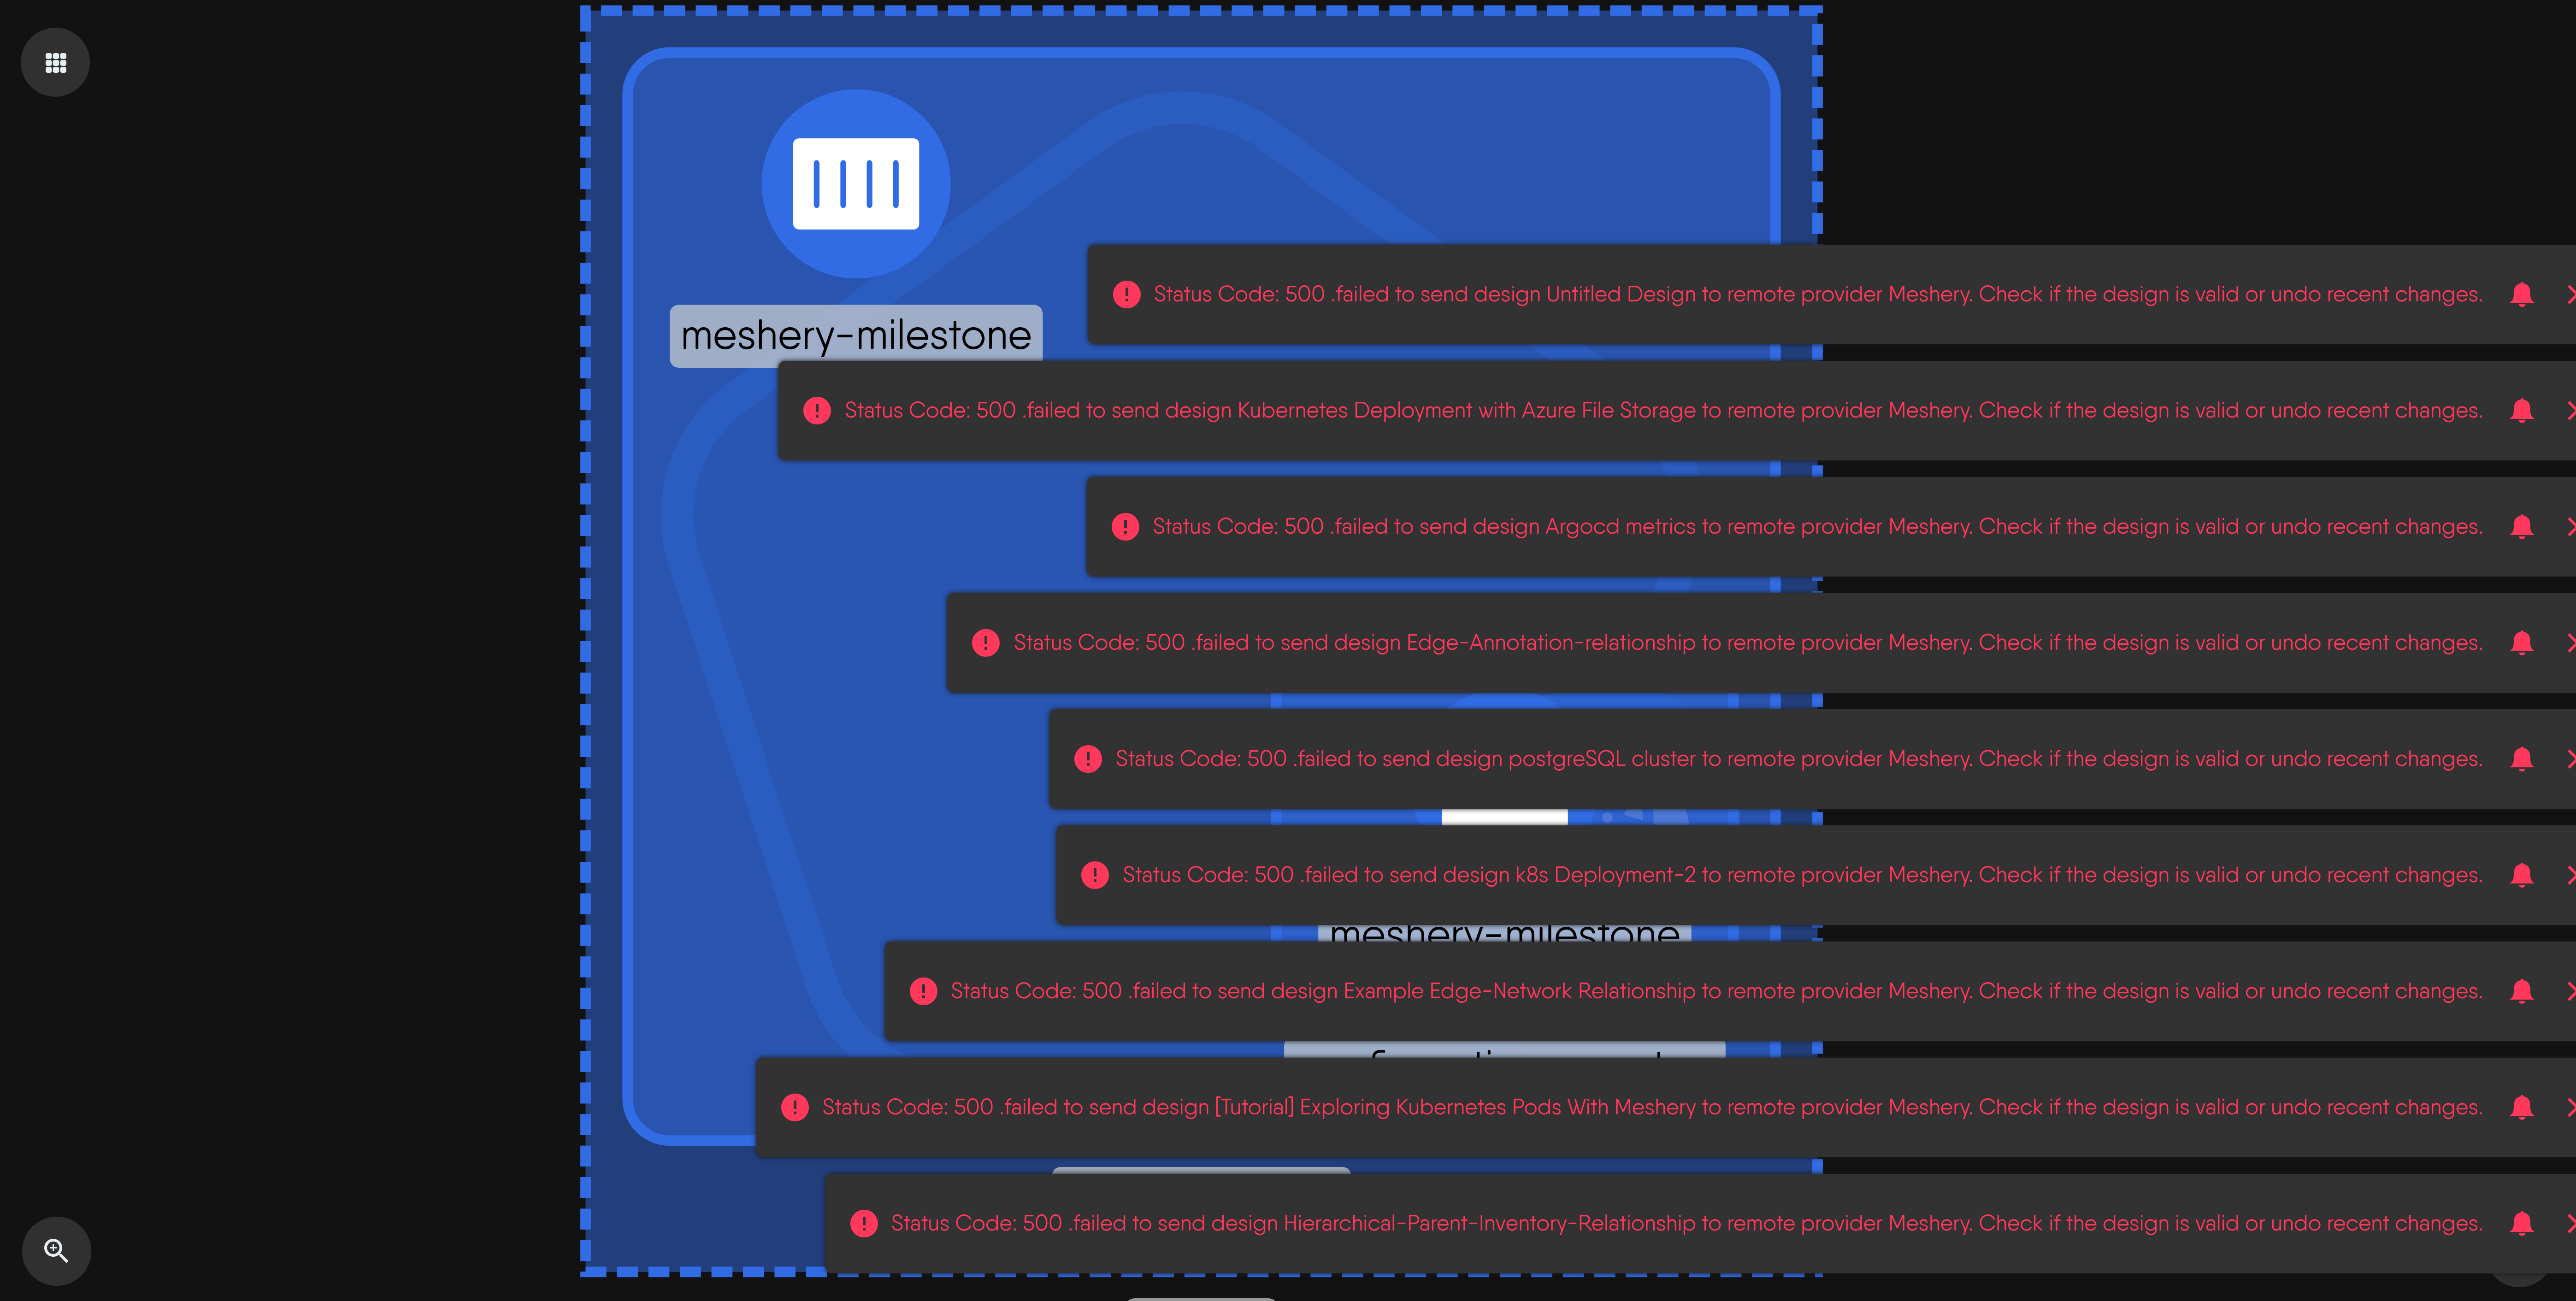 Status Code: 500 .failed to send design Untitled Design to remote provider Meshery. Check if the design is valid or undo recent changes.
meshery-milestone
Status Code: 500 .failed to send design Kubernetes Deployment with Azure File Storage to remote provider Meshery. Check if the design is valid or undo recent changes.
Status Code: 500 .failed to send design Argocd metrics to remote provider Meshery. Check if the design is valid or undo recent changes.
Status Code: 500 .failed to send design Edge-Annotation-relationship to remote provider Meshery. Check if the design is valid or undo recent changes.
Status Code: 500 .failed to send design postgreSQL cluster to remote provider Meshery. Check if the design is valid or undo recent changes.
Status Code: 500 .failed to send design k8s Deployment-2 to remote provider Meshery. Check if the design is valid or undo recent changes.
meshery-milestone
Status Code: 500 .failed to send design Example Edge-Network Relationship to remote provider Meshery. Check if the design is valid or undo recent changes.
Status Code: 500 .failed to send design [Tutorial] Exploring Kubernetes Pods With Meshery to remote provider Meshery. Check if the design is valid or undo recent changes.
Status Code: 500 .failed to send design Hierarchical-Parent-Inventory-Relationship to remote provider Meshery. Check if the design is valid or undo recent changes.